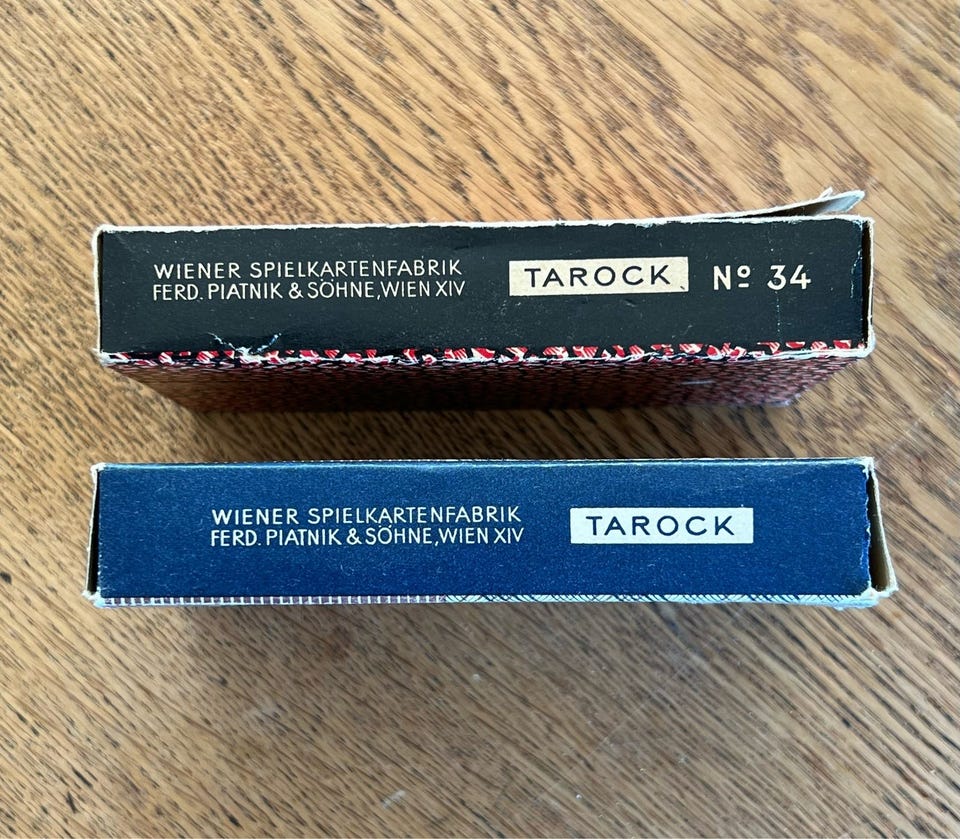 WIENER SPIELKARTENFABRIK
FERD. PIATNIK & SÖHNE, WIEN XIV
TAROCK Nº 34
WIENER SPIELKARTENFABRIK
FERD. PIATNIK & SÖHNE, WIEN XIV
TAROCK